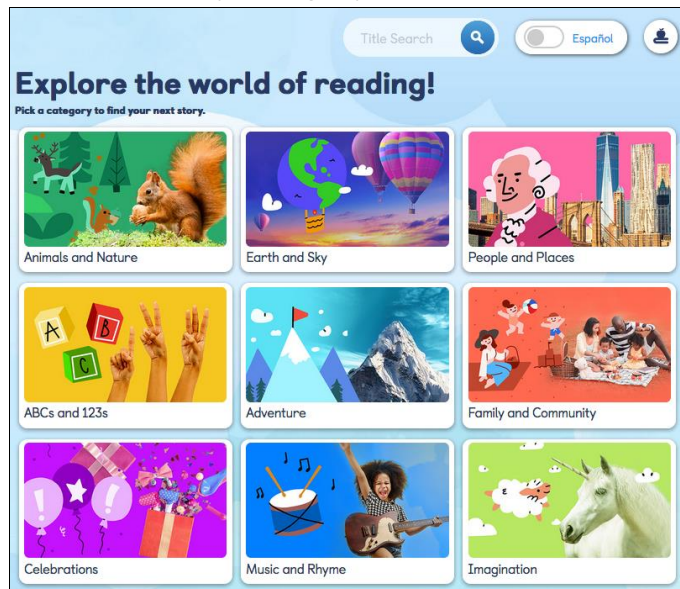 Title Search
Español
Explore the world of reading!
Pick a category to find your next story.
Animals and Nature
Earth and Sky
People and Places
A
B
C
ABCs and 123s
Adventure
Family and Community
Celebrations
Music and Rhyme
Imagination